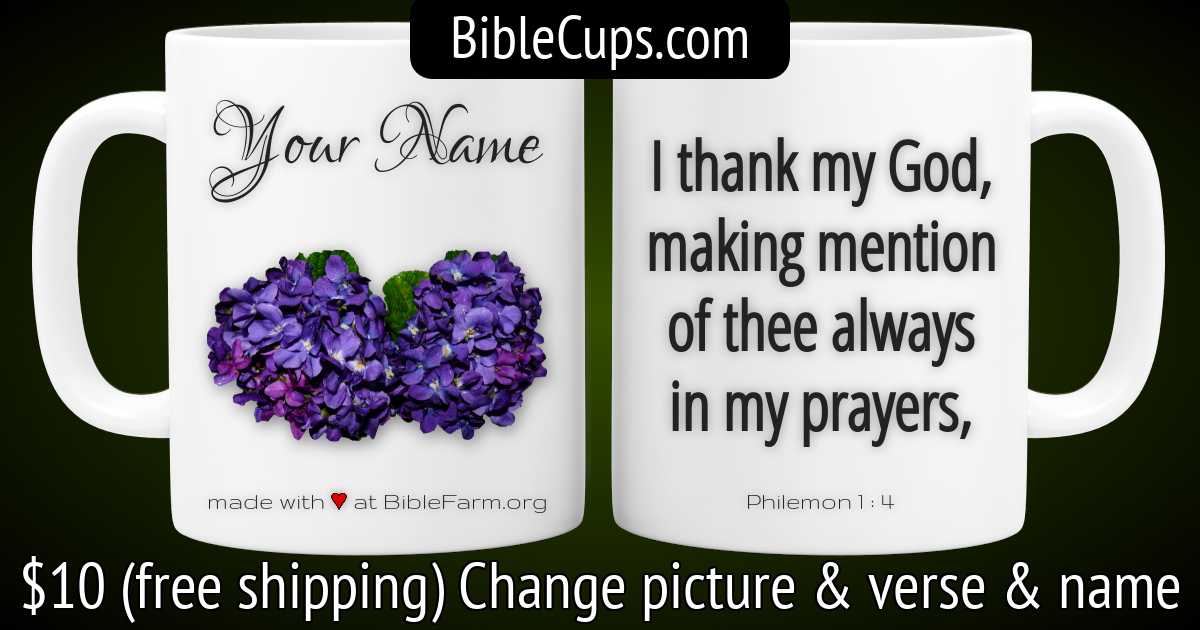 BibleCups.com
Your Name
made with ♥ at BibleFarm.org
I thank my God,
making mention
of thee always
in my prayers,
Philemon 1 : 4
$10 (free shipping) Change picture & verse & name